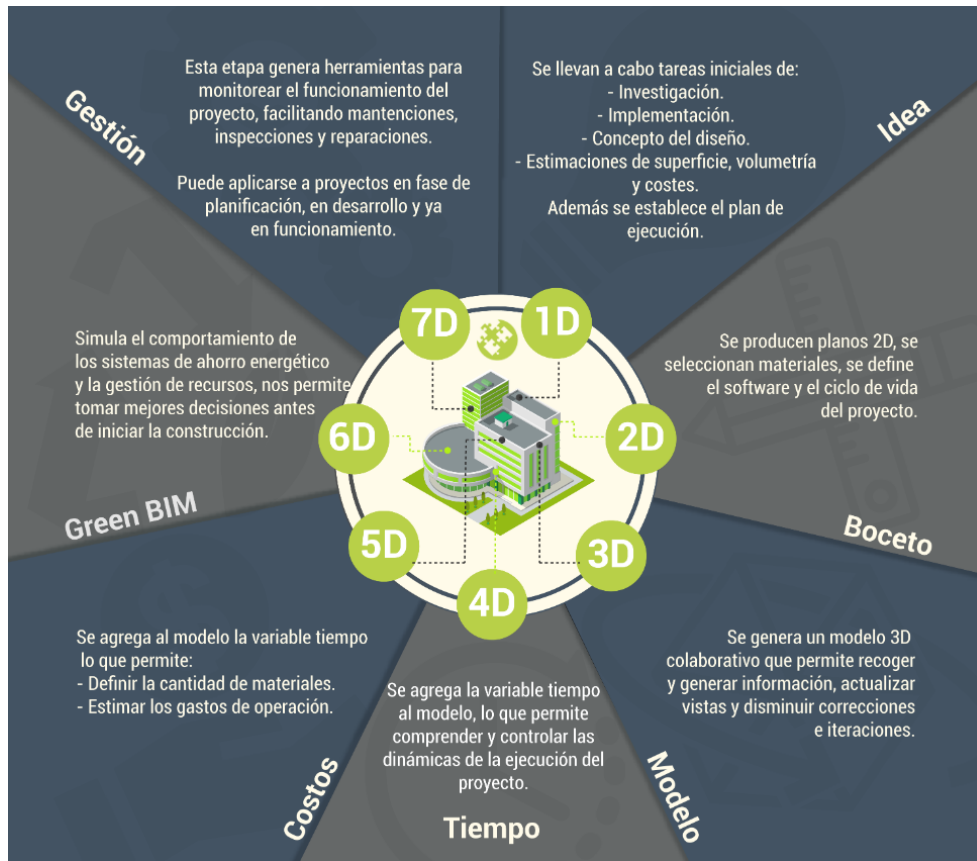 Idea
1D
Se llevan a cabo tareas iniciales de:
- Investigación.
- Implementación.
- Concepto del diseño.
- Estimaciones de superficie, volumetría
y costes.
Además se establece el plan de
ejecución.
Boceto
2D
Se producen planos 2D, se
seleccionan materiales, se define
el software y el ciclo de vida
del proyecto.
Modelo
3D
Se genera un modelo 3D
colaborativo que permite recoger
y generar información, actualizar
vistas y disminuir correcciones
e iteraciones.
4D
Se agrega la variable tiempo
al modelo, lo que permite
comprender y controlar las
dinámicas de la ejecución del
proyecto.
Tiempo
Costos
5D
Se agrega al modelo la variable tiempo
lo que permite:
- Definir la cantidad de materiales.
- Estimar los gastos de operación.
Green BIM
6D
Simula el comportamiento de
los sistemas de ahorro energético
y la gestión de recursos, nos permite
tomar mejores decisiones antes
de iniciar la construcción.
Gestión
7D
Esta etapa genera herramientas para
monitorear el funcionamiento del
proyecto, facilitando mantenciones,
inspecciones y reparaciones.
Puede aplicarse a proyectos en fase de
planificación, en desarrollo y ya
en funcionamiento.